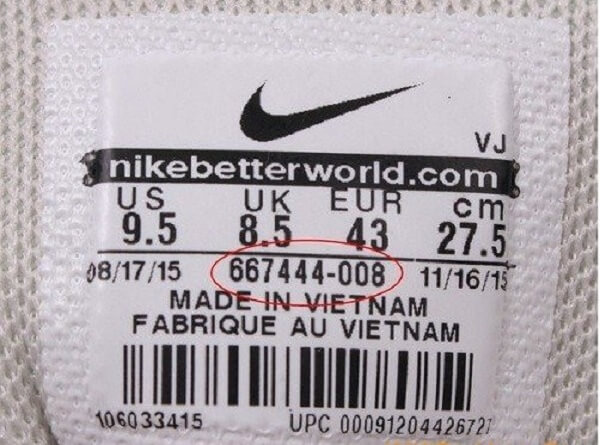 VJ
nikebetterworld.com
US UK EUR cm
9.5 8.5 43 27.5
08/17/15 667444-008 11/16/15
MADE IN VIETNAM
FABRIQUE AU VIETNAM
106033415 UPC 00091204426727